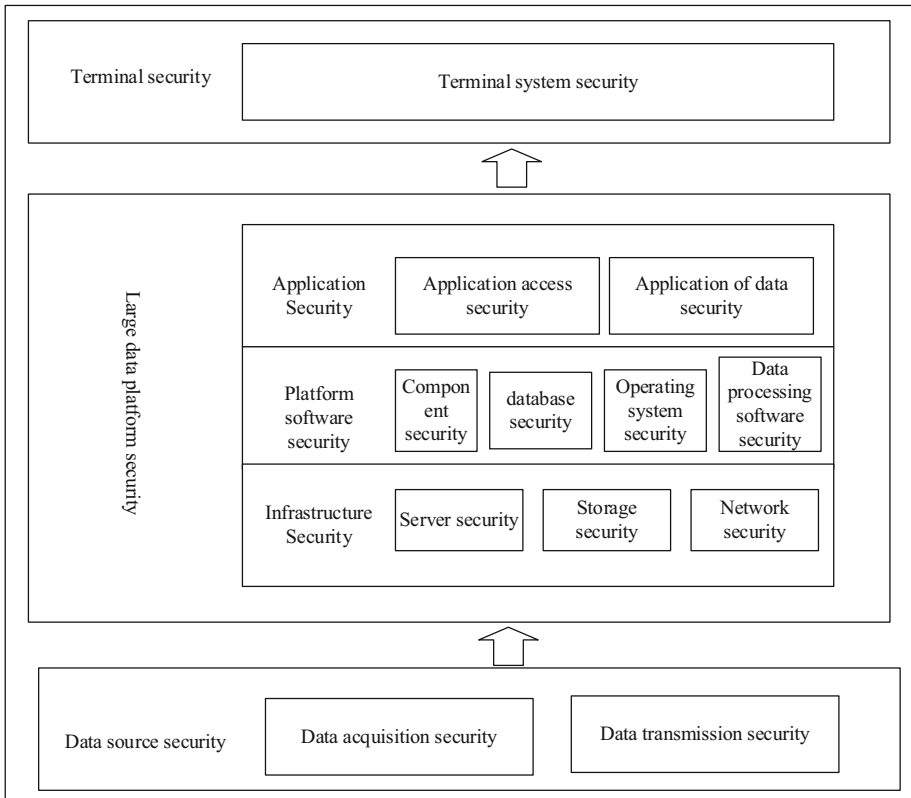 Terminal security
Terminal system security
Large data platform security
Application
Security
Application access
security
Application of data
security
Platform
software
security
Compon
ent
security
database
security
Operating
system
security
Data
processing
software
security
Infrastructure
Security
Server security
Storage
security
Network
security
Data source security
Data acquisition security
Data transmission security